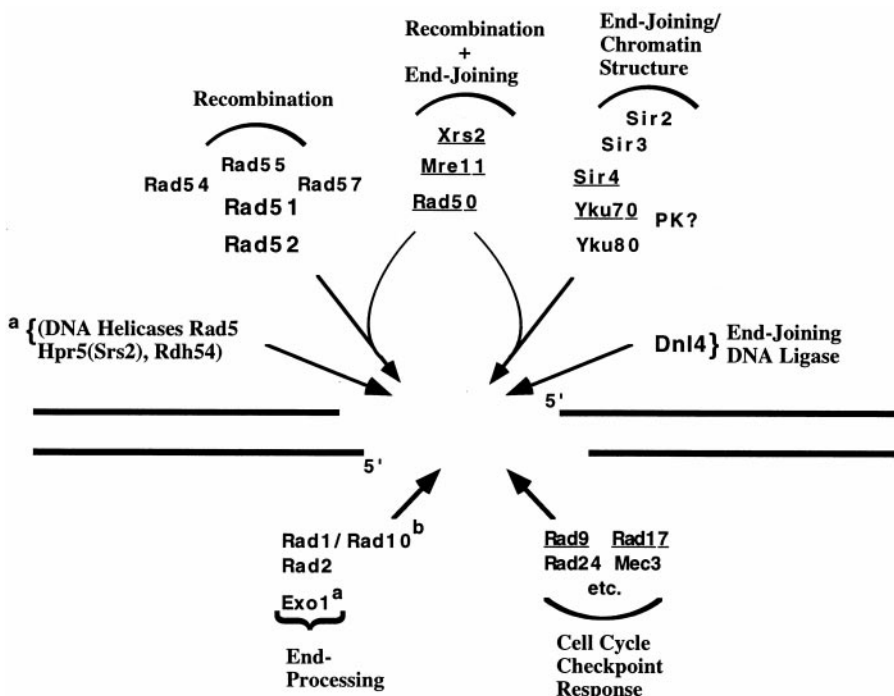 Recombination
Rad55
Rad54
Rad57
Rad51
Rad52
Recombination
+
End-Joining
Xrs2
Mre11
Rad50
End-Joining/
Chromatin
Structure
Sir2
Sir3
Sir4
Yku70
PK?
Yku80
a {(DNA Helicases Rad5
Hpr5(Srs2), Rdh54)
Dnl4} End-Joining
DNA Ligase
5'
5'
Rad1/Rad10 b
Rad2
Exo1 a
End-
Processing
Rad9 Rad17
Rad24 Mec3
etc.
Cell Cycle
Checkpoint
Response